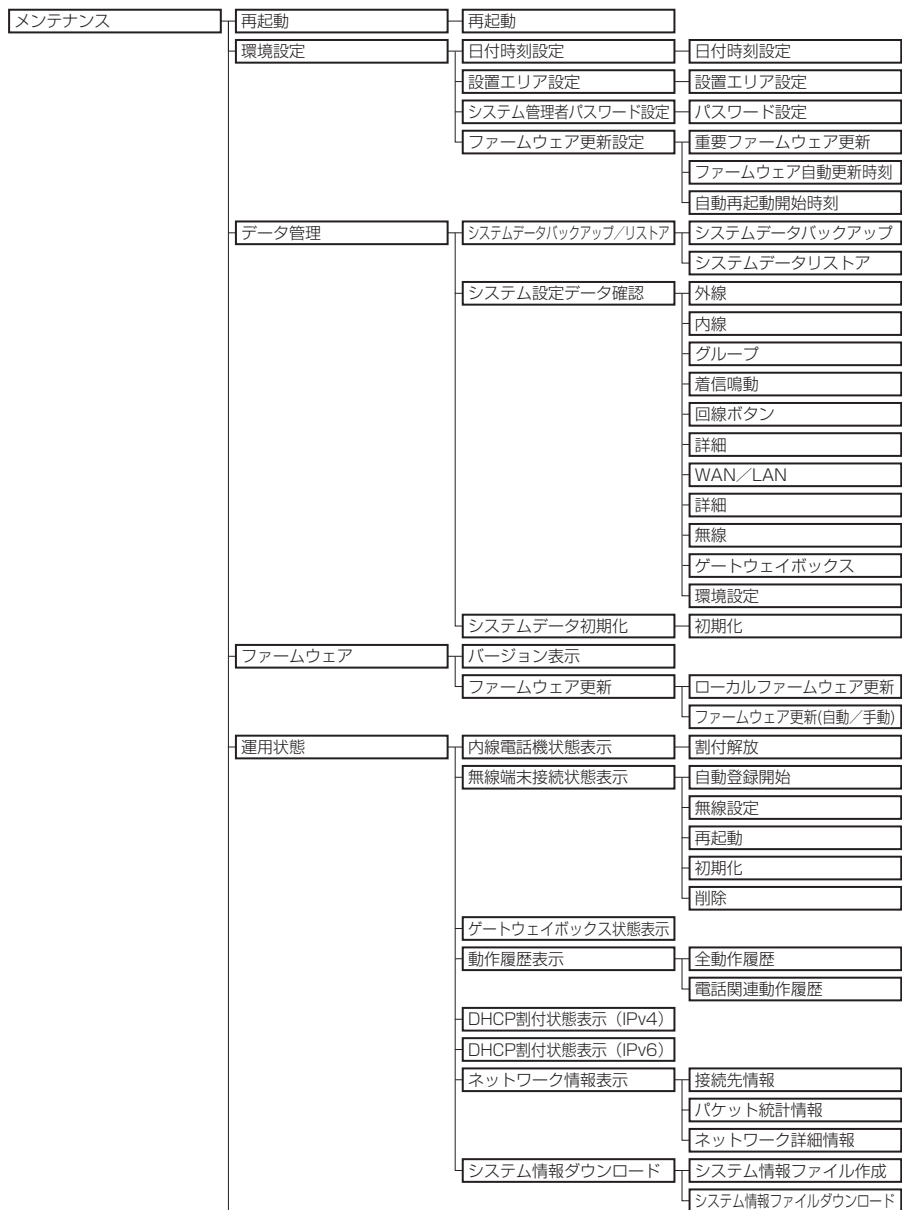 メンテナンス 再起動 再起動
環境設定 日付時刻設定 日付時刻設定
設置エリア設定 設置エリア設定
システム管理者パスワード設定 パスワード設定
ファームウェア更新設定 重要ファームウェア更新
ファームウェア自動更新時刻
自動再起動開始時刻
データ管理 システムデータバックアップ／リストア システムデータバックアップ
システムデータリストア
システム設定データ確認 外線
内線
グループ
着信鳴動
回線ボタン
詳細
WAN／LAN
詳細
無線
ゲートウェイボックス
環境設定
システムデータ初期化 初期化
ファームウェア バージョン表示
ファームウェア更新 ローカルファームウェア更新
ファームウェア更新(自動／手動)
運用状態 内線電話機状態表示 割付解放
無線端末接続状態表示 自動登録開始
無線設定
再起動
初期化
削除
ゲートウェイボックス状態表示
動作履歴表示 全動作履歴
電話関連動作履歴
DHCP割付状態表示（IPv4）
DHCP割付状態表示（IPv6）
ネットワーク情報表示 接続先情報
パケット統計情報
ネットワーク詳細情報
システム情報ダウンロード システム情報ファイル作成
システム情報ファイルダウンロード